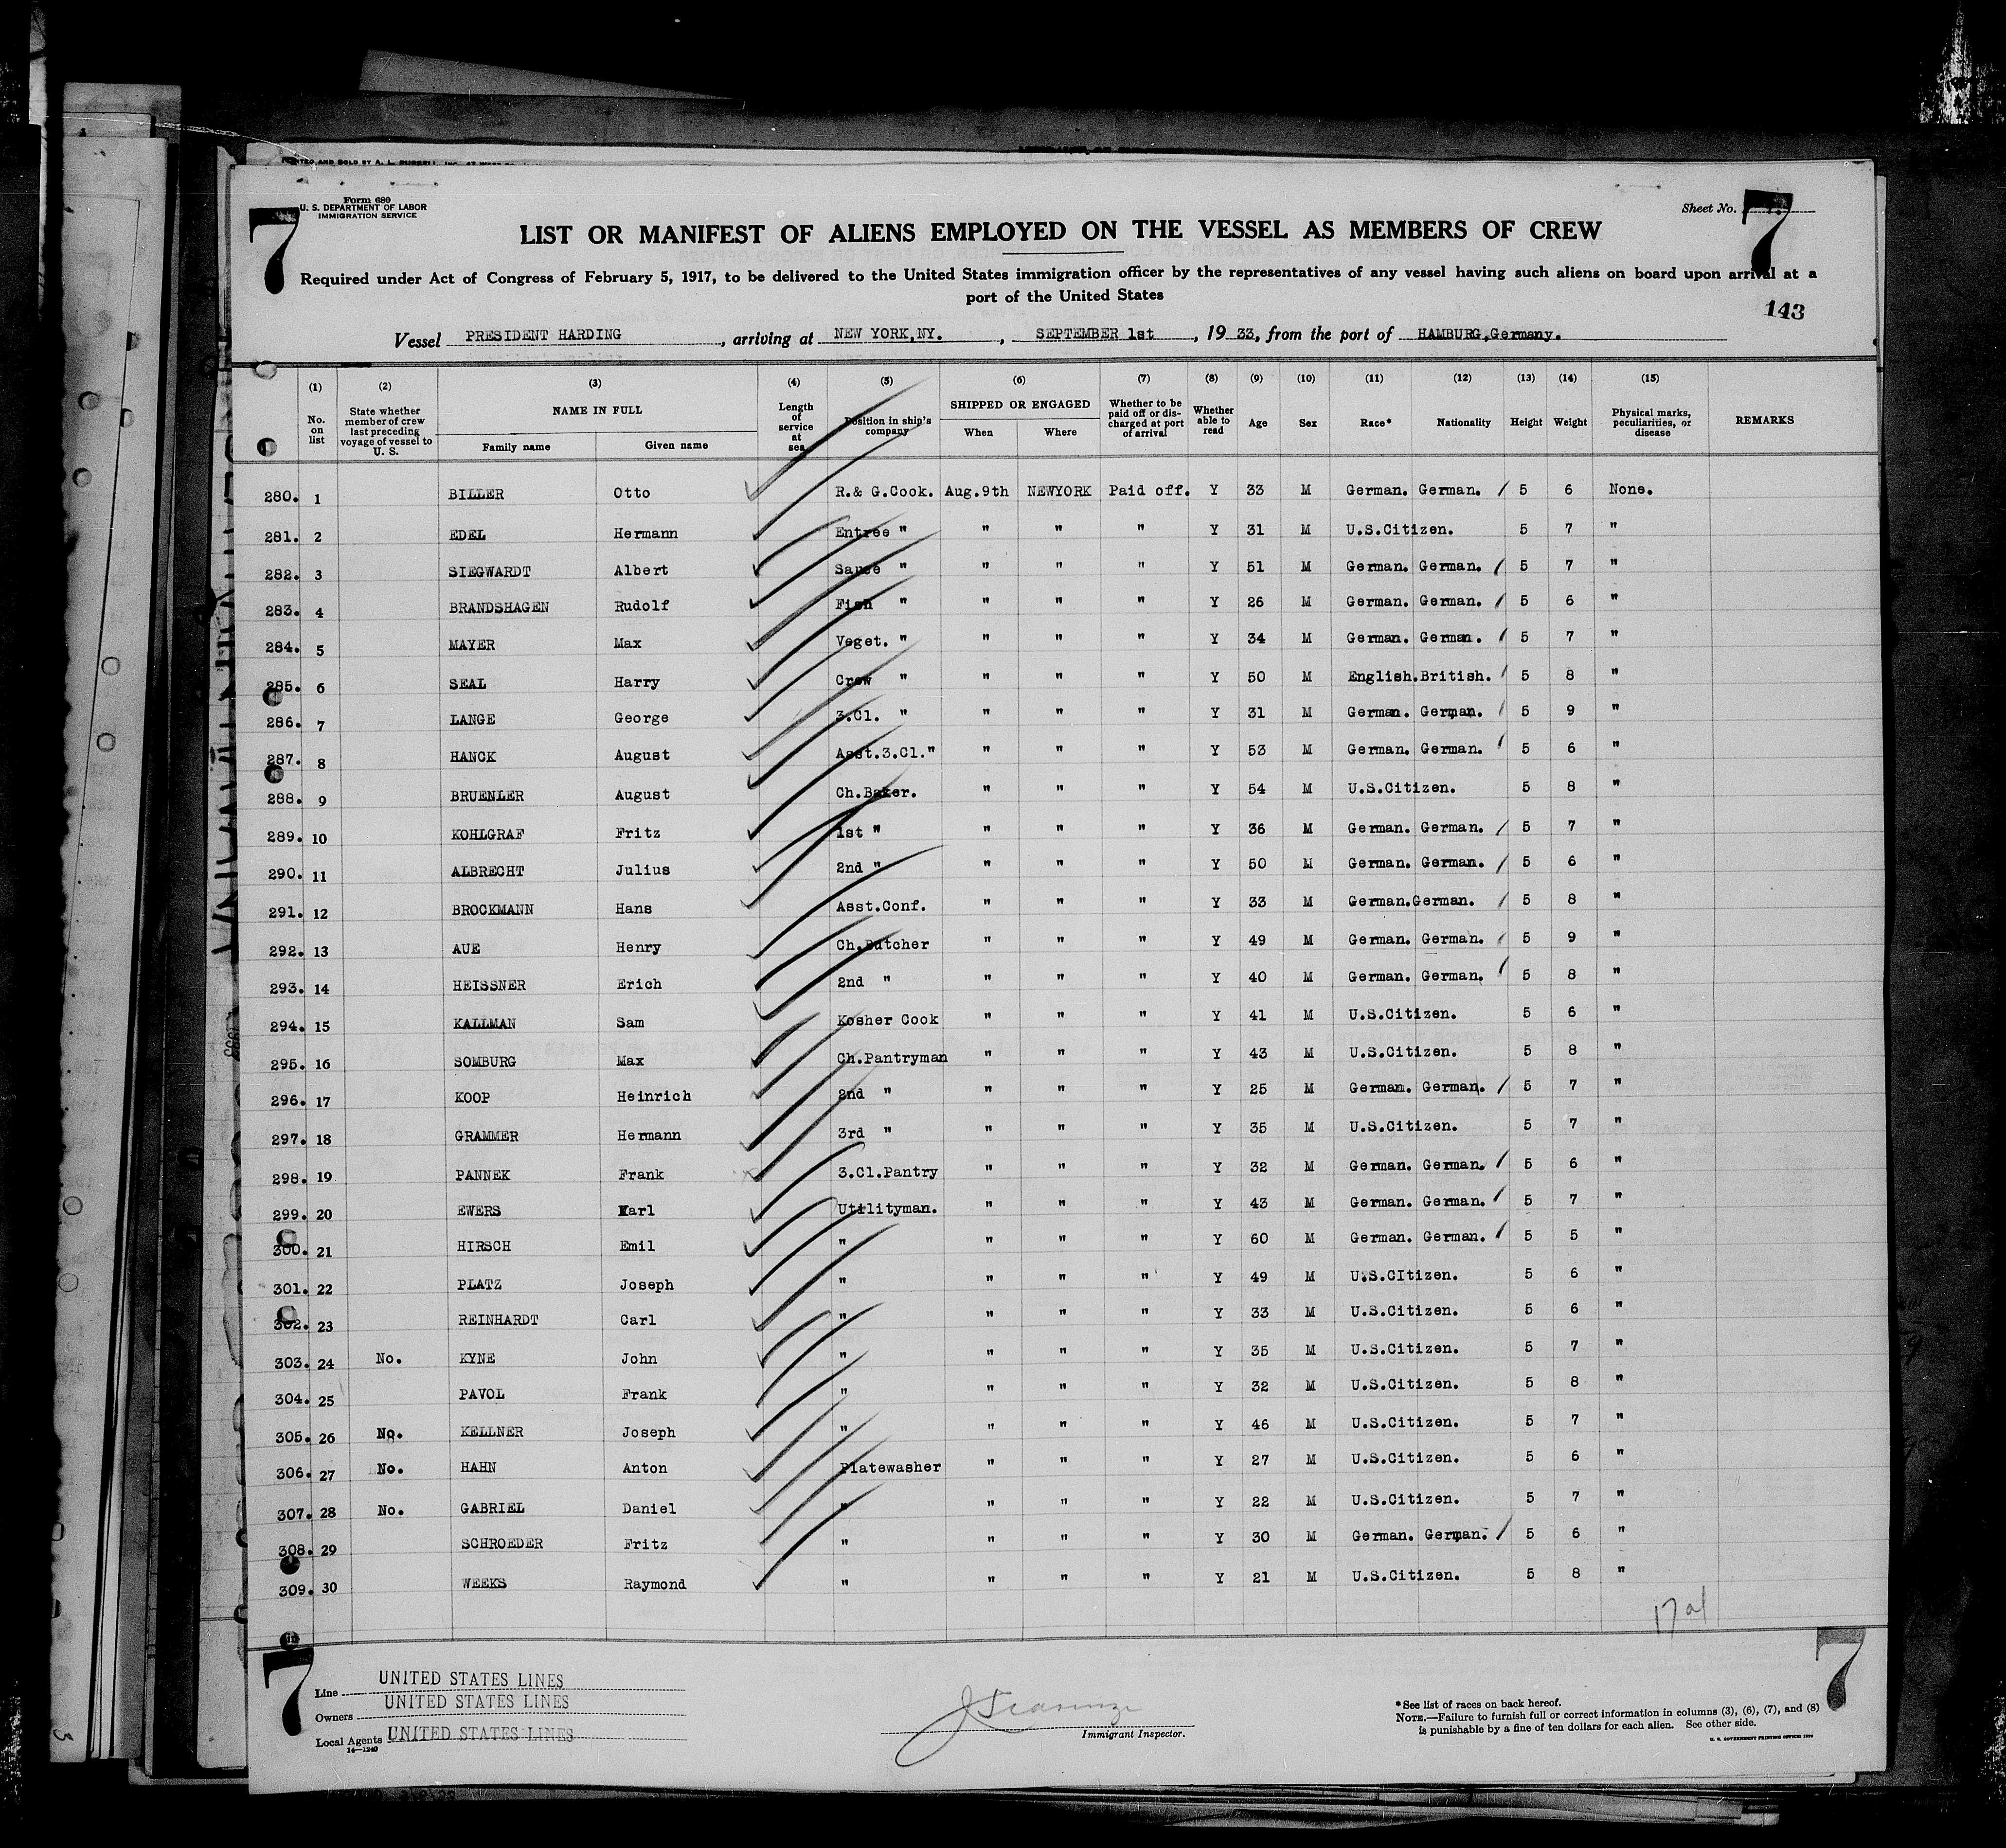 PRINTED AND SOLD BY A. L. RUSSELL, INC.
Form 680
U. S. DEPARTMENT OF LABOR
IMMIGRATION SERVICE
7
Sheet No. 7
LIST OR MANIFEST OF ALIENS EMPLOYED ON THE VESSEL AS MEMBERS OF CREW
Required under Act of Congress of February 5, 1917, to be delivered to the United States immigration officer by the representatives of any vessel having such aliens on board upon arrival at a
port of the United States
143
Vessel PRESIDENT HARDING, arriving at NEW YORK,NY., SEPTEMBER 1st, 1933, from the port of HAMBURG,Germany.
(1) No. on list
(2) State whether member of crew last preceding voyage of vessel to U. S.
(3) NAME IN FULL Family name Given name
(4) Length of service at sea
(5) Position in ship's company
(6) SHIPPED OR ENGAGED When Where
(7) Whether to be paid off or discharged at port of arrival
(8) Whether able to read
(9) Age
(10) Sex
(11) Race*
(12) Nationality
(13) Height
(14) Weight
(15) Physical marks, peculiarities, or disease
REMARKS
280. 1 BILLER Otto R.& G.Cook. Aug.9th NEWYORK Paid off. Y 33 M German. German. 5 6 None.
281. 2 EDEL Hermann Entree " " " " Y 31 M U.S.Citizen. 5 7 "
282. 3 SIEGWARDT Albert Sauce " " " " Y 51 M German. German. 5 7 "
283. 4 BRANDSHAGEN Rudolf Fish " " " " Y 26 M German. German. 5 6 "
284. 5 MAYER Max Veget. " " " " Y 34 M German. German. 5 7 "
285. 6 SEAL Harry Crew " " " " Y 50 M English.British. 5 8 "
286. 7 LANGE George 3.Cl. " " " " Y 31 M German. German. 5 9 "
287. 8 HANCK August Asst.3.Cl." " " " Y 53 M German. German. 5 6 "
288. 9 BRUENLER August Ch.Baker. " " " Y 54 M U.S.Citizen. 5 8 "
289. 10 KOHLGRAF Fritz 1st " " " " Y 36 M German. German. 5 7 "
290. 11 ALBRECHT Julius 2nd " " " " Y 50 M German. German. 5 6 "
291. 12 BROCKMANN Hans Asst.Conf. " " " Y 33 M German.German. 5 8 "
292. 13 AUE Henry Ch.Butcher " " " Y 49 M German. German. 5 9 "
293. 14 HEISSNER Erich 2nd " " " " Y 40 M German. German. 5 8 "
294. 15 KALLMAN Sam Kosher Cook " " " Y 41 M U.S.Citizen. 5 6 "
295. 16 SOMBURG Max Ch.Pantryman " " " Y 43 M U.S.Citizen. 5 8 "
296. 17 KOOP Heinrich 2nd " " " " Y 25 M German. German. 5 7 "
297. 18 GRAMMER Hermann 3rd " " " " Y 35 M U.S.Citizen. 5 7 "
298. 19 PANNEK Frank 3.Cl.Pantry " " " Y 32 M German. German. 5 6 "
299. 20 EWERS Karl Utilityman. " " " Y 43 M German. German. 5 7 "
300. 21 HIRSCH Emil " " " " Y 60 M German. German. 5 5 "
301. 22 PLATZ Joseph " " " " Y 49 M U.S.CItizen. 5 6 "
302. 23 REINHARDT Carl " " " " Y 33 M U.S.Citizen. 5 6 "
303. 24 No. KYNE John " " " " Y 35 M U.S.Citizen. 5 7 "
304. 25 PAVOL Frank " " " " Y 32 M U.S.Citizen. 5 8 "
305. 26 No. KELLNER Joseph " " " " Y 46 M U.S.Citizen. 5 7 "
306. 27 No. HAHN Anton Platewasher " " " Y 27 M U.S.Citizen. 5 6 "
307. 28 No. GABRIEL Daniel " " " " Y 22 M U.S.Citizen. 5 7 "
308. 29 SCHROEDER Fritz " " " " Y 30 M German. German. 5 6 "
309. 30 WEEKS Raymond " " " " Y 21 M U.S.Citizen. 5 8 "
17 al
7
7
Line UNITED STATES LINES
Owners UNITED STATES LINES
Local Agents UNITED STATES LINES
14—1240
Immigrant Inspector.
*See list of races on back hereof.
NOTE.—Failure to furnish full or correct information in columns (3), (6), (7), and (8)
is punishable by a fine of ten dollars for each alien. See other side.
U. S. GOVERNMENT PRINTING OFFICE